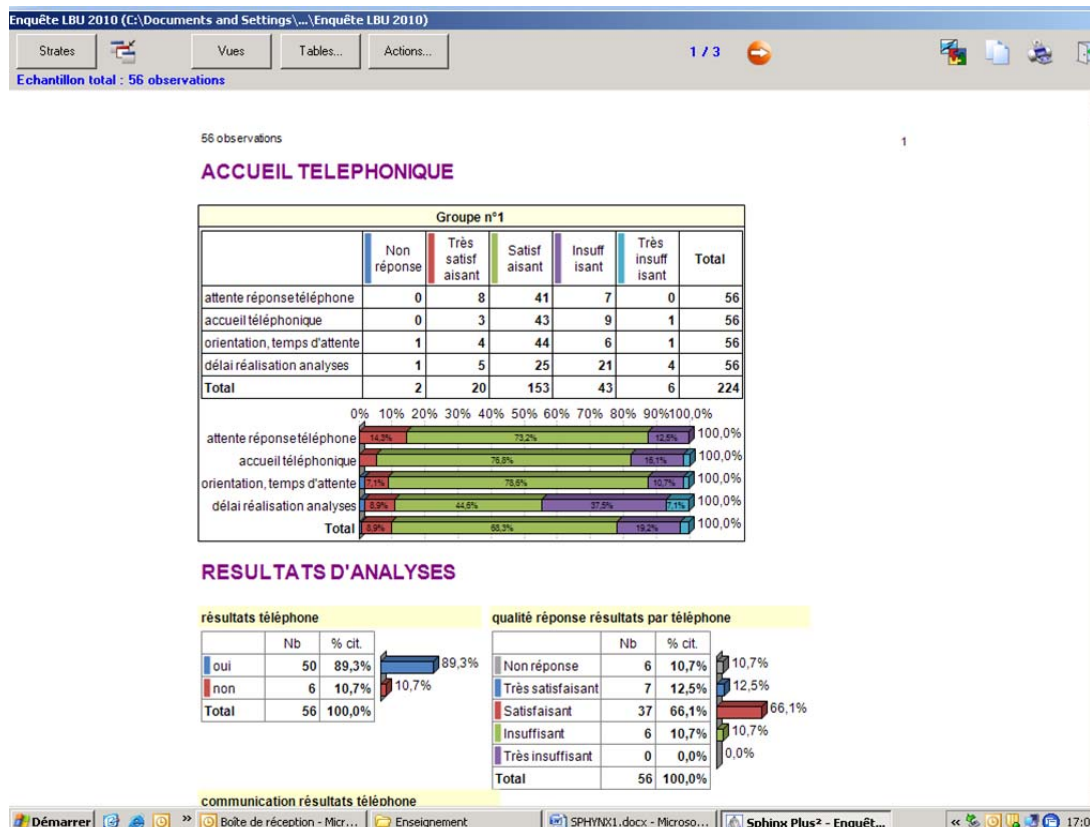 Enquête LBU 2010 (C:\Documents and Settings\...\Enquête LBU 2010)
Strates Vues Tables... Actions... 1 / 3
Echantillon total : 56 observations
56 observations 1
ACCUEIL TELEPHONIQUE
Groupe n°1
Non réponse Très satisf aisant Satisf aisant Insuff isant Très insuff isant Total
attente réponse téléphone 0 8 41 7 0 56
accueil téléphonique 0 3 43 9 1 56
orientation, temps d'attente 1 4 44 6 1 56
délai réalisation analyses 1 5 25 21 4 56
Total 2 20 153 43 6 224
0% 10% 20% 30% 40% 50% 60% 70% 80% 90%100,0%
attente réponse téléphone 14,3% 73,2% 12,5% 100,0%
accueil téléphonique 76,8% 16,1% 100,0%
orientation, temps d'attente 7,1% 78,6% 10,7% 100,0%
délai réalisation analyses 8,9% 44,6% 37,5% 7,1% 100,0%
Total 8,9% 68,3% 19,2% 100,0%
RESULTATS D'ANALYSES
résultats téléphone
Nb % cit.
oui 50 89,3% 89,3%
non 6 10,7% 10,7%
Total 56 100,0%
qualité réponse résultats par téléphone
Nb % cit.
Non réponse 6 10,7% 10,7%
Très satisfaisant 7 12,5% 12,5%
Satisfaisant 37 66,1% 66,1%
Insuffisant 6 10,7% 10,7%
Très insuffisant 0 0,0% 0,0%
Total 56 100,0%
communication résultats téléphone
Démarrer » Boîte de réception - Micr... Enseignement SPHYNX1.docx - Microso... Sphinx Plus² - Enquêt... «